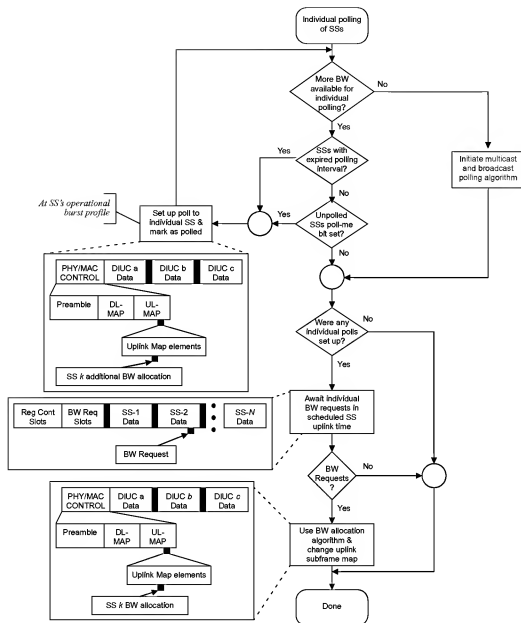 Individual polling
of SSs
More BW
available for
individual
polling?
No
Yes
Initiate multicast
and broadcast
polling algorithm
SSs with
expired polling
interval?
Yes
No
At SS's operational
burst profile
Set up poll to
individual SS &
mark as polled
Yes
Unpolled
SSs poll-me
bit set?
No
PHY/MAC
CONTROL
DIUC a
Data
DIUC b
Data
DIUC c
Data
Preamble
DL-
MAP
UL-
MAP
Uplink Map elements
SS k additional BW allocation
Were any
individual polls
set up?
No
Yes
Reg Cont
Slots
BW Req
Slots
SS-1
Data
SS-2
Data
SS-N
Data
BW Request
Await individual
BW requests in
scheduled SS
uplink time
BW
Requests
?
No
Yes
PHY/MAC
CONTROL
DIUC a
Data
DIUC b
Data
DIUC c
Data
Preamble
DL-
MAP
UL-
MAP
Uplink Map elements
SS k BW allocation
Use BW allocation
algorithm &
change uplink
subframe map
Done